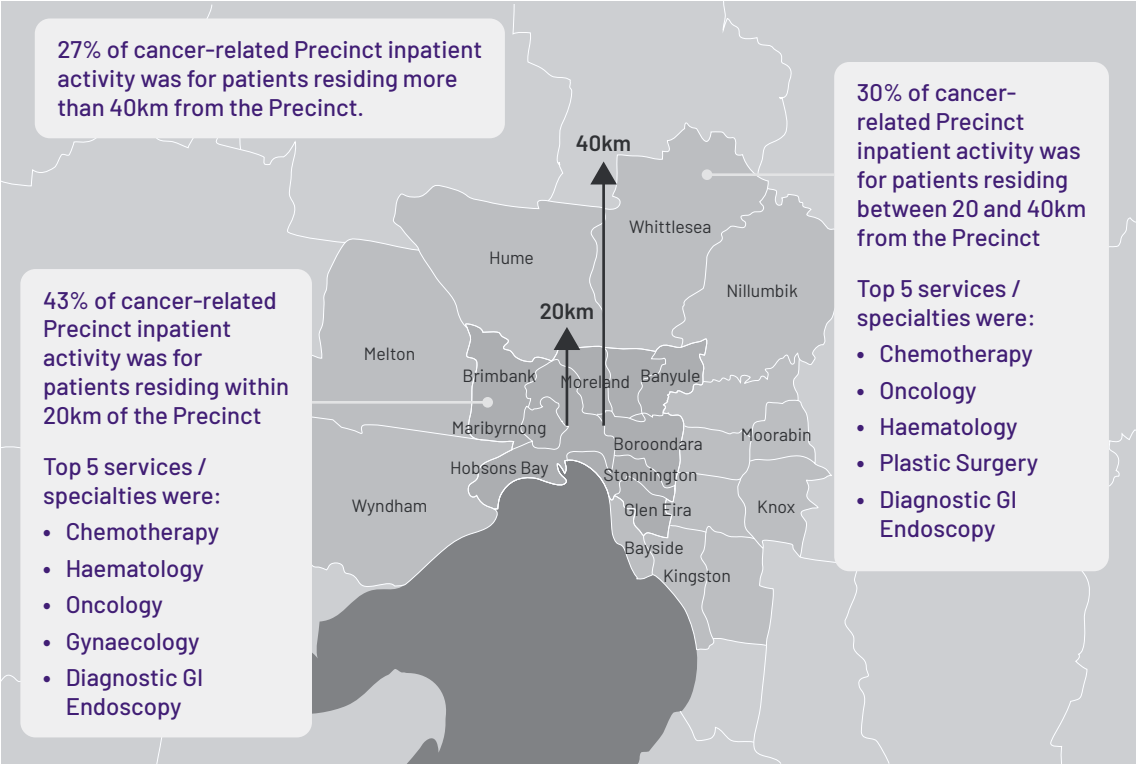 27% of cancer-related Precinct inpatient
activity was for patients residing more
than 40km from the Precinct.
30% of cancer-
related Precinct
inpatient activity was
for patients residing
between 20 and 40km
from the Precinct
Top 5 services /
specialties were:
• Chemotherapy
• Oncology
• Haematology
• Plastic Surgery
• Diagnostic GI
Endoscopy
43% of cancer-related
Precinct inpatient
activity was for
patients residing within
20km of the Precinct
Top 5 services /
specialties were:
• Chemotherapy
• Haematology
• Oncology
• Gynaecology
• Diagnostic GI
Endoscopy
40km
Whittlesea
Hume
Nillumbik
20km
Melton
Brimbank
Moreland
Banyule
Maribyrnong
Boroondara
Moorabin
Hobsons Bay
Stonnington
Wyndham
Glen Eira
Knox
Bayside
Kingston